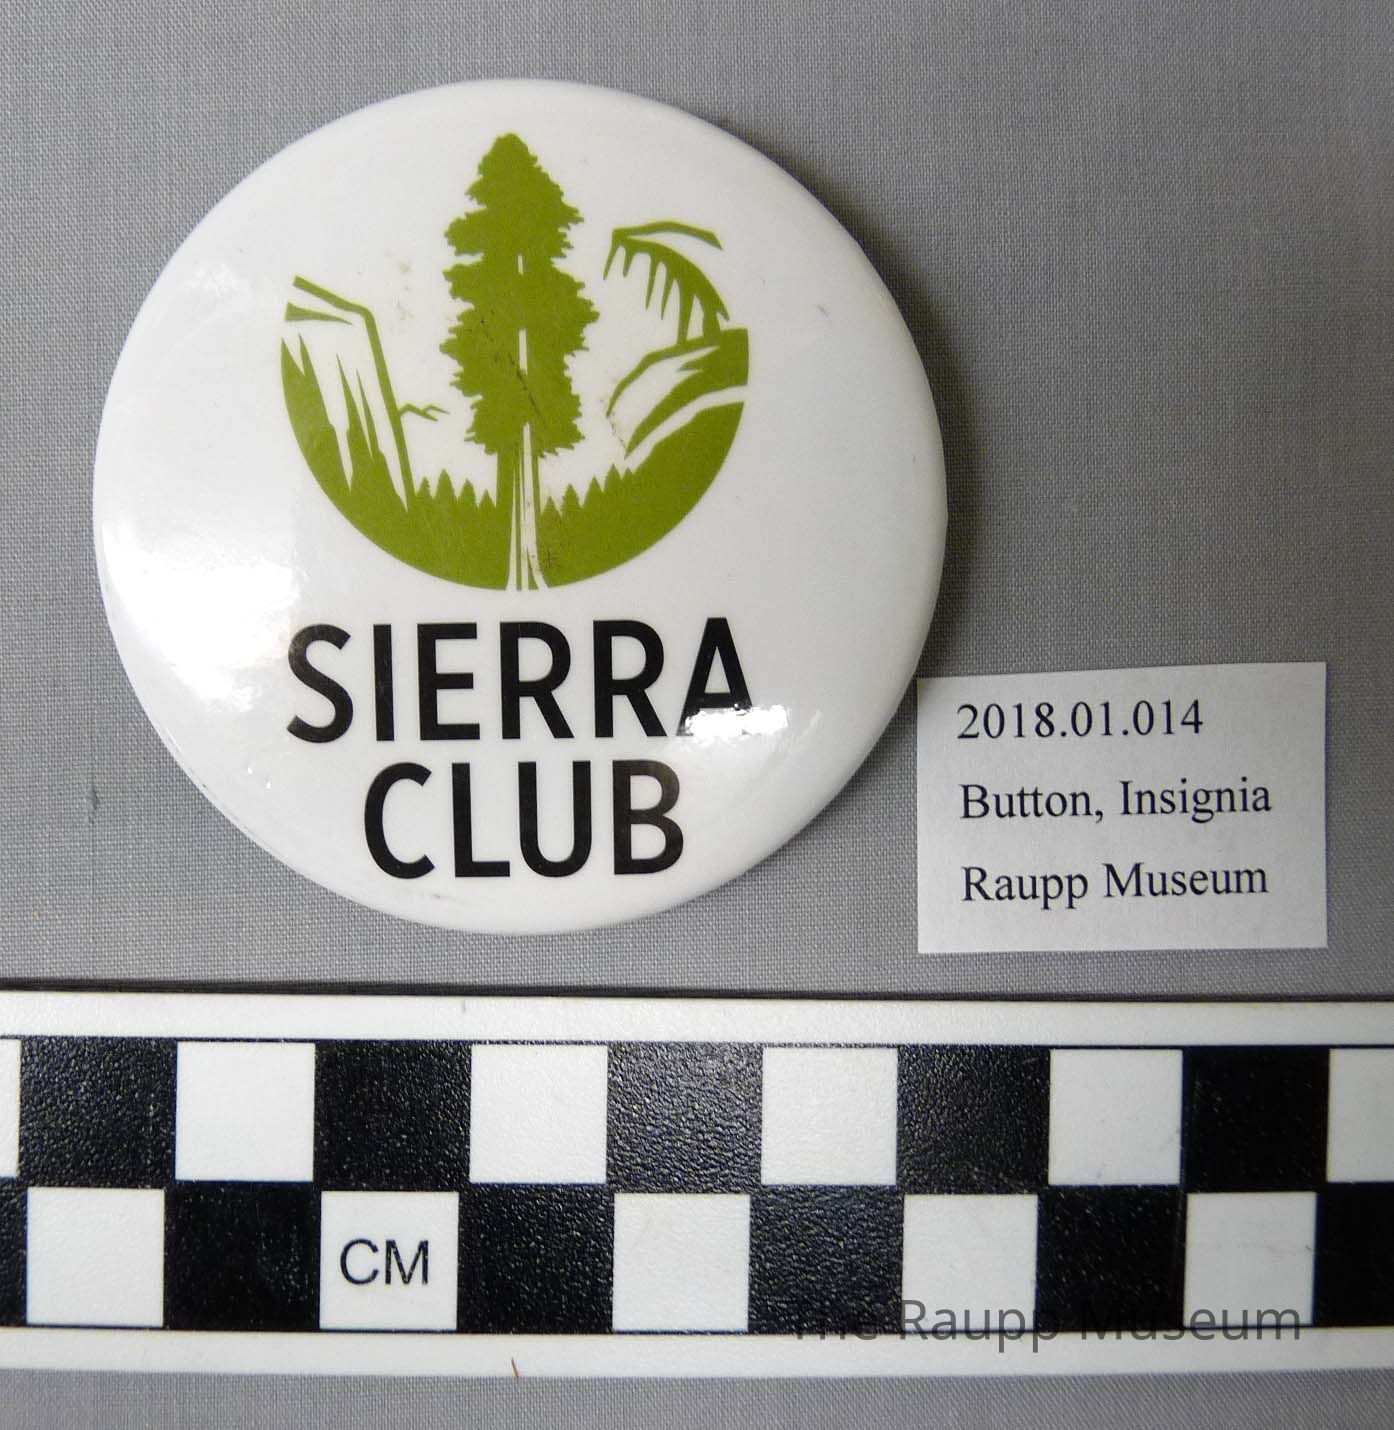 SIERRA
CLUB
2018.01.014
Button, Insignia
Raupp Museum
CM
The Raupp Museum